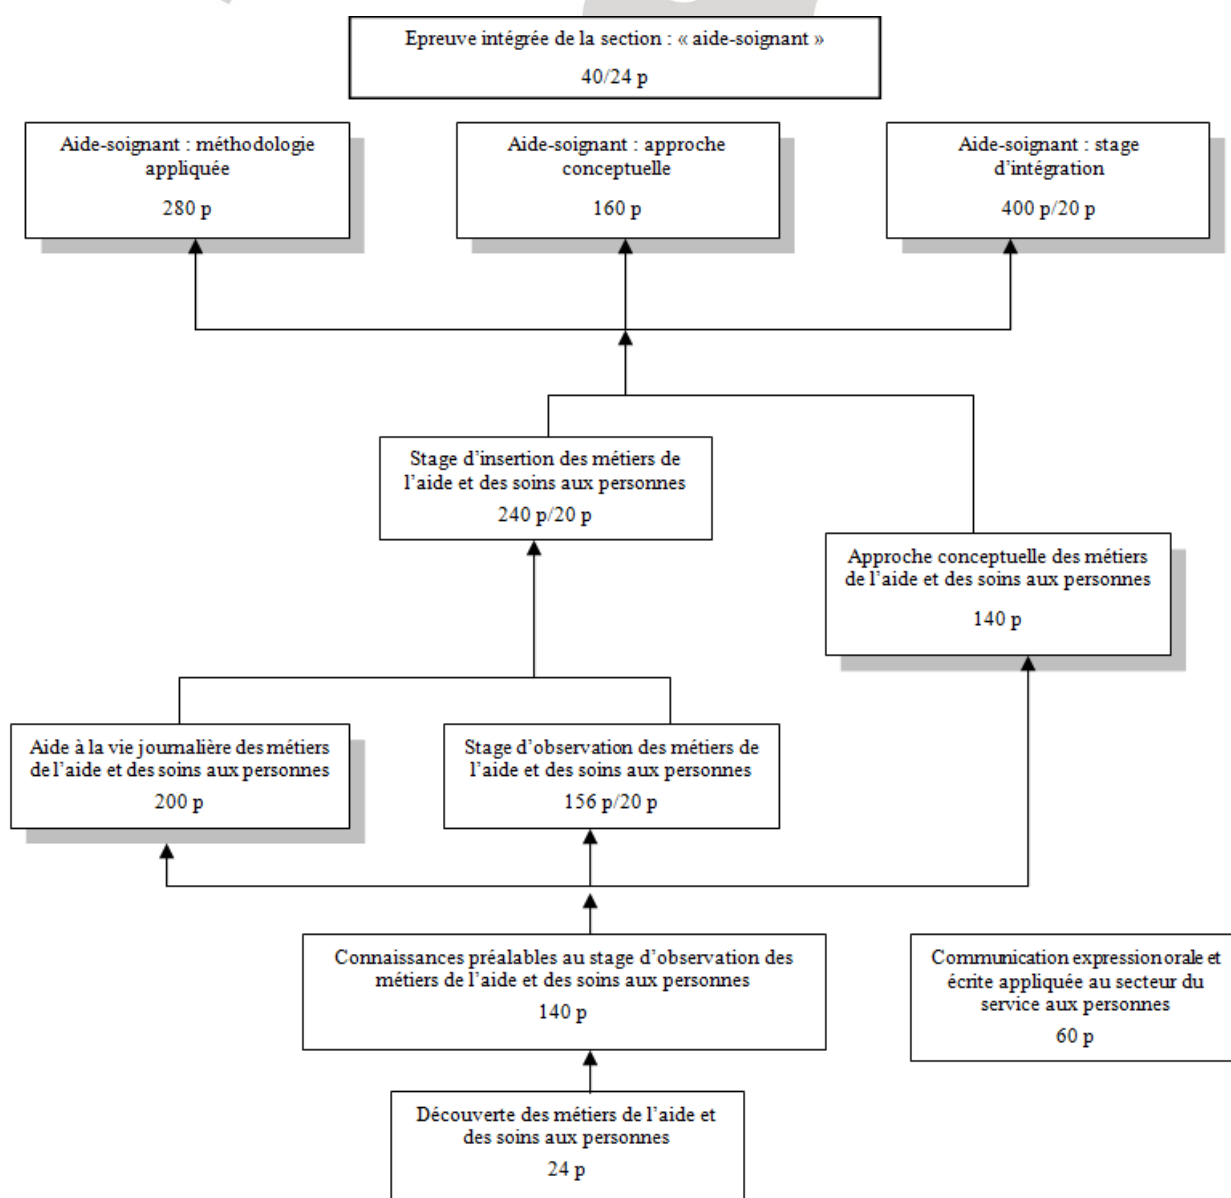 Epreuve intégrée de la section : « aide-soignant »
40/24 p
Aide-soignant : méthodologie
appliquée
280 p
Aide-soignant : approche
conceptuelle
160 p
Aide-soignant : stage
d’intégration
400 p/20 p
Stage d’insertion des métiers de
l’aide et des soins aux personnes
240 p/20 p
Approche conceptuelle des métiers
de l’aide et des soins aux personnes
140 p
Aide à la vie journalière des métiers
de l’aide et des soins aux personnes
200 p
Stage d’observation des métiers de
l’aide et des soins aux personnes
156 p/20 p
Connaissances préalables au stage d’observation des
métiers de l’aide et des soins aux personnes
140 p
Communication expression orale et
écrite appliquée au secteur du
service aux personnes
60 p
Découverte des métiers de l’aide et
des soins aux personnes
24 p